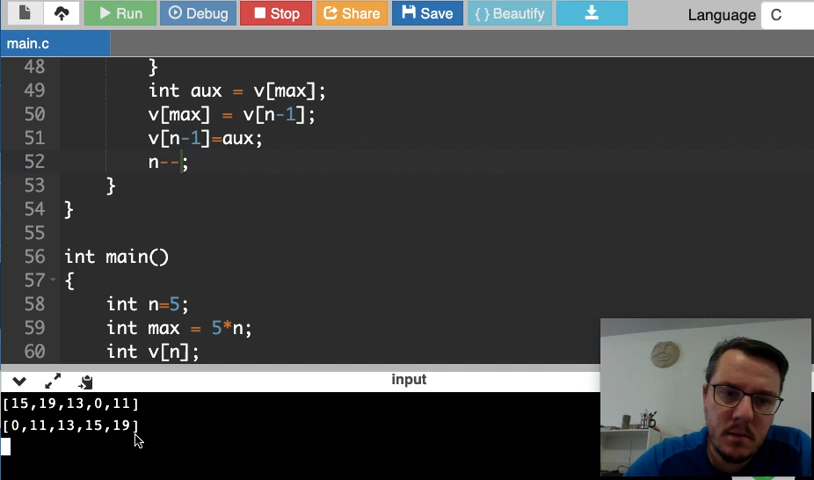 Run Debug Stop Share Save { } Beautify Language C
main.c
48 }
49 int aux = v[max];
50 v[max] = v[n-1];
51 v[n-1]=aux;
52 n--;
53 }
54 }
55
56 int main()
57 {
58 int n=5;
59 int max = 5*n;
60 int v[n];
input
[15,19,13,0,11]
[0,11,13,15,19]